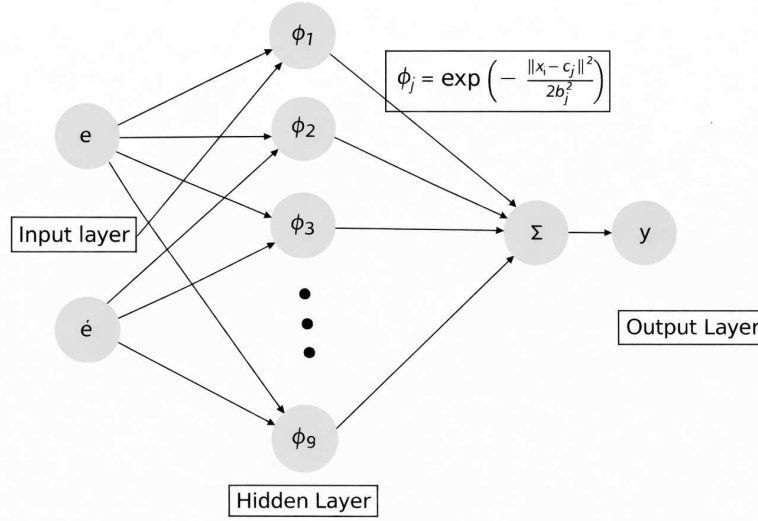 ϕ₁
ϕⱼ = exp ( − ‖xᵢ − cⱼ‖² / 2bⱼ² )
e
ϕ₂
Input layer
ϕ₃
Σ
y
é
Output Layer
ϕ₉
Hidden Layer